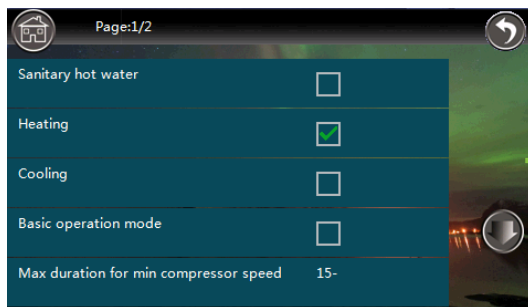 Page:1/2
Sanitary hot water
Heating
Cooling
Basic operation mode
Max duration for min compressor speed 15-